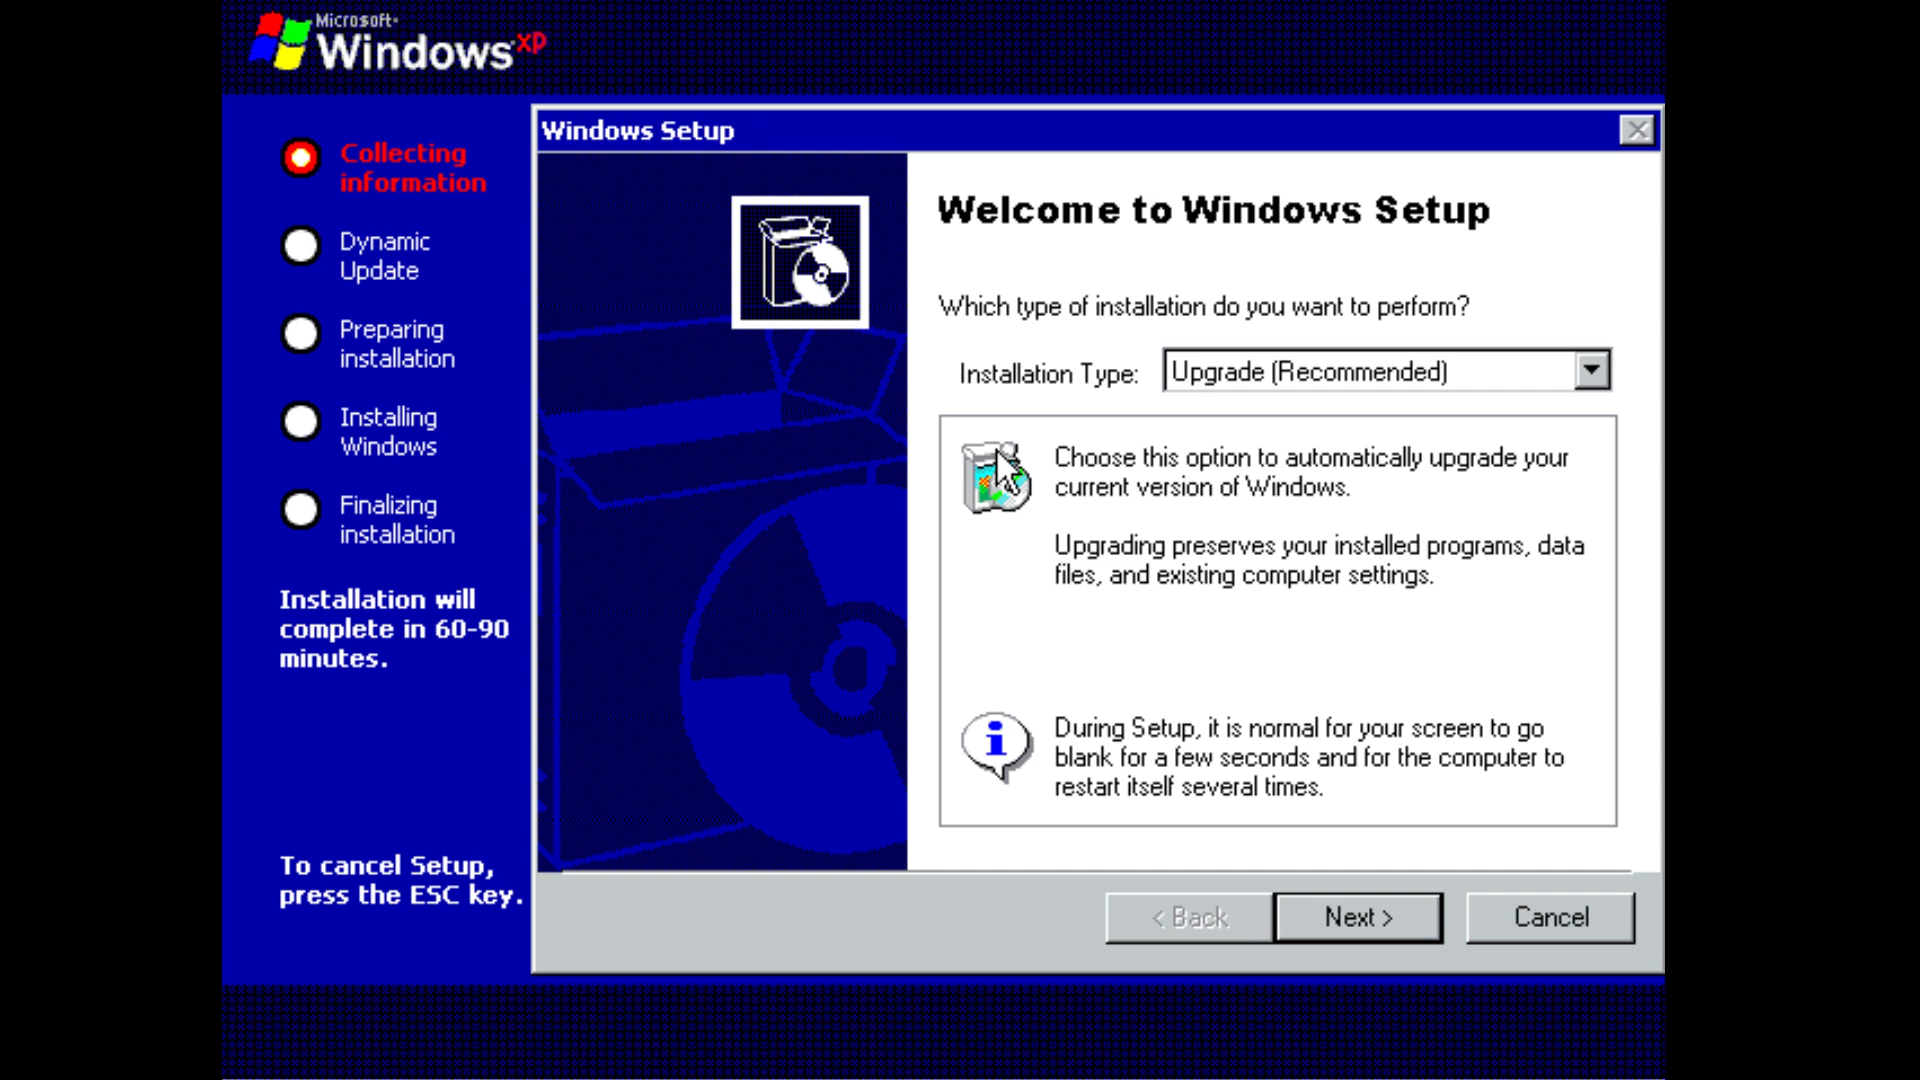 Microsoft
Windows XP
Windows Setup
Collecting
information
Dynamic
Update
Preparing
installation
Installing
Windows
Finalizing
installation
Installation will
complete in 60-90
minutes.
To cancel Setup,
press the ESC key.
Welcome to Windows Setup
Which type of installation do you want to perform?
Installation Type: Upgrade (Recommended)
Choose this option to automatically upgrade your
current version of Windows.
Upgrading preserves your installed programs, data
files, and existing computer settings.
During Setup, it is normal for your screen to go
blank for a few seconds and for the computer to
restart itself several times.
< Back Next > Cancel